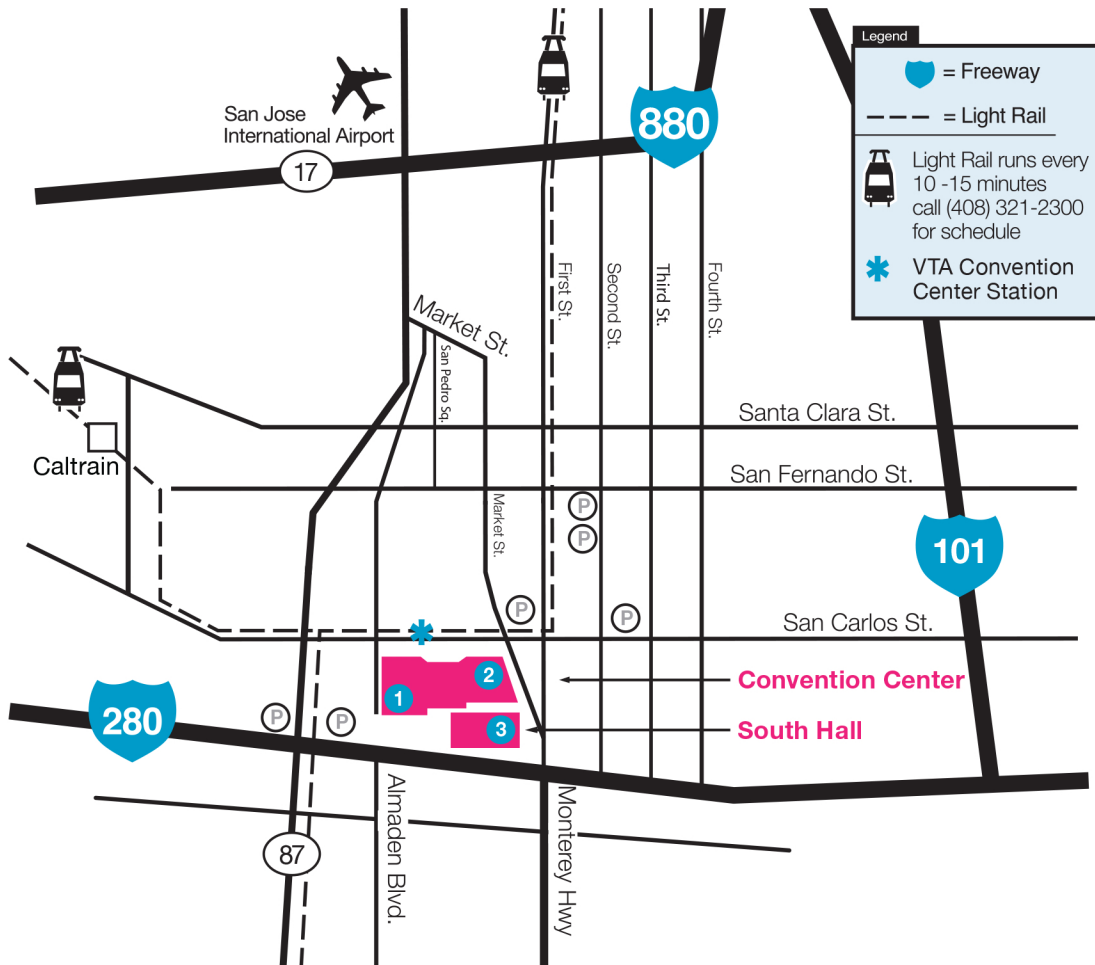 Legend
= Freeway
= Light Rail
Light Rail runs every
10 -15 minutes
call (408) 321-2300
for schedule
VTA Convention
Center Station
San Jose
International Airport
880
17
First St.
Second St.
Third St.
Fourth St.
Market St.
San Pedro Sq.
Santa Clara St.
Caltrain
San Fernando St.
Market St.
P
P
101
P
P
San Carlos St.
1
2
Convention Center
280
P
P
3
South Hall
Almaden Blvd.
Monterey Hwy
87